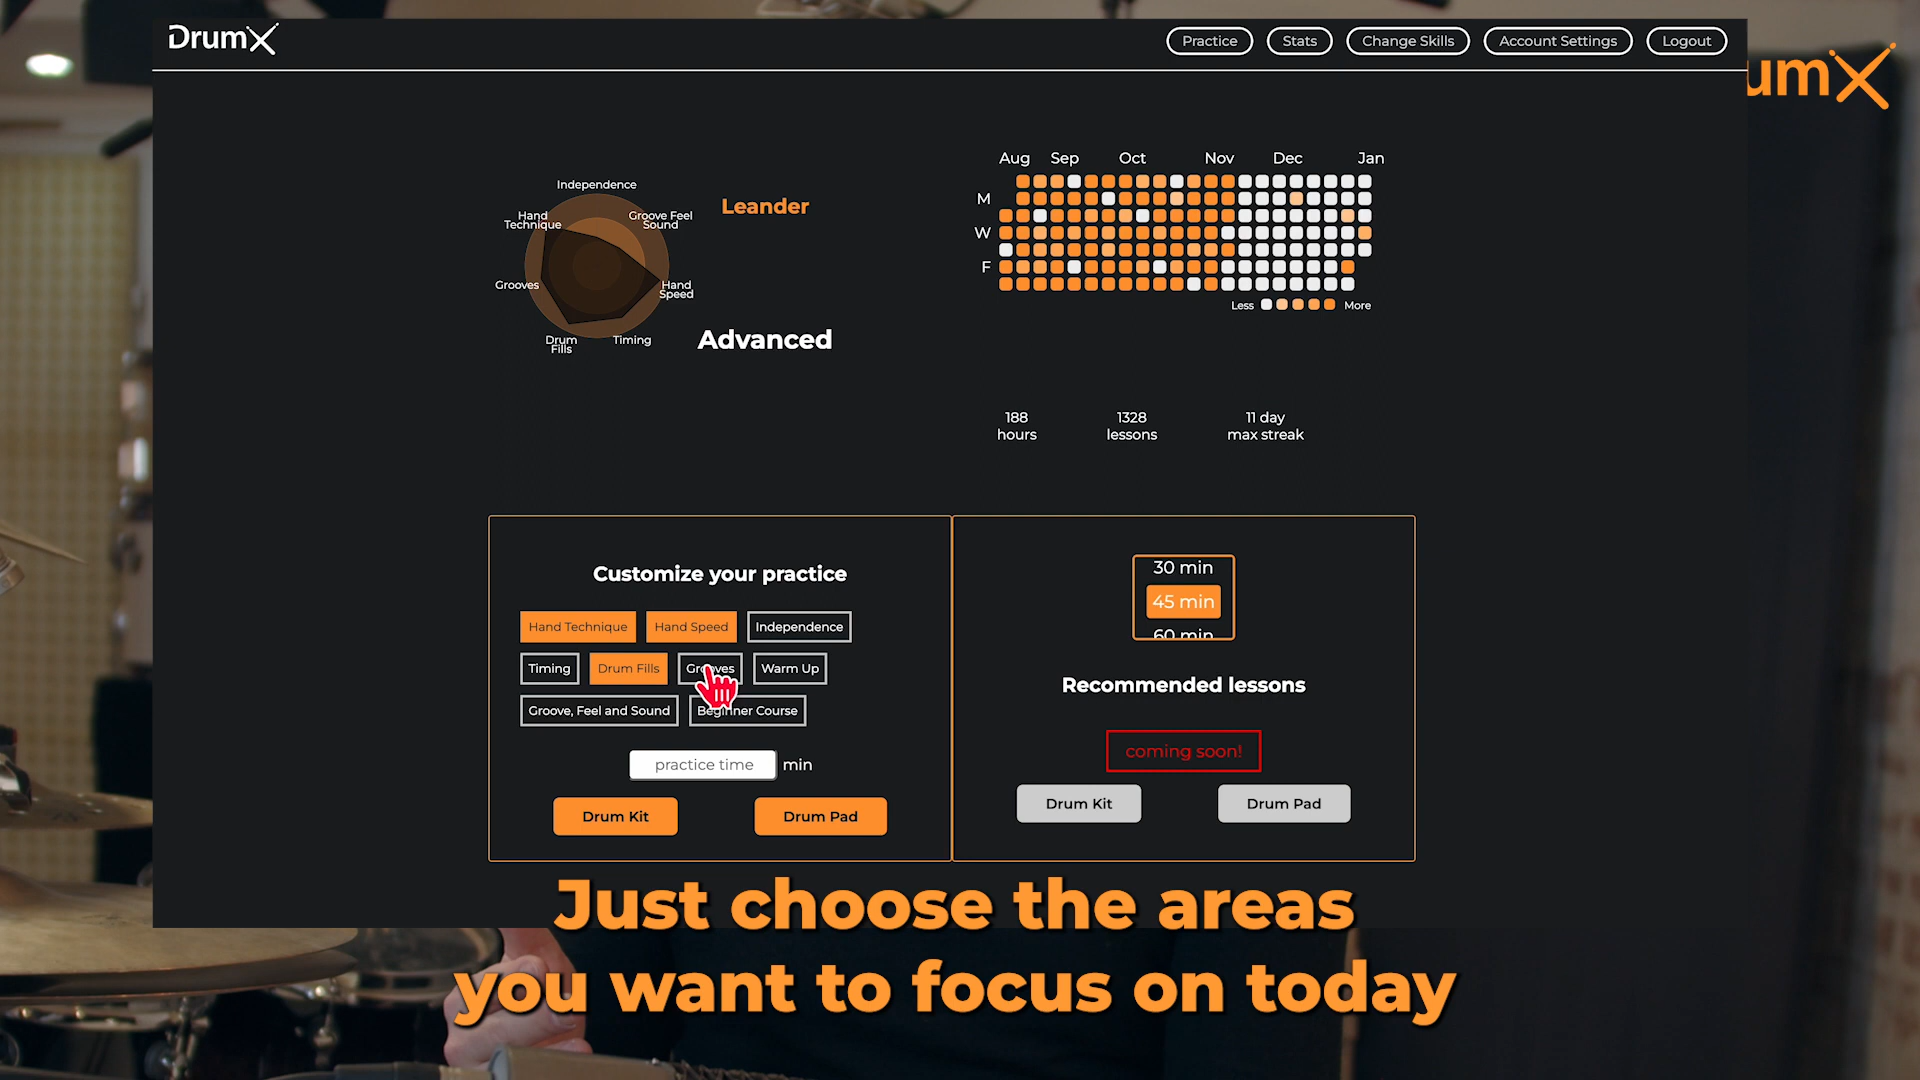 DrumX
Practice
Stats
Change Skills
Account Settings
Logout
umX
Independence
Hand
Technique
Groove Feel
Sound
Grooves
Hand
Speed
Drum
Fills
Timing
Leander
Advanced
Aug Sep Oct Nov Dec Jan
M
W
F
Less More
188
hours
1328
lessons
11 day
max streak
Customize your practice
Hand Technique Hand Speed Independence
Timing Drum Fills Grooves Warm Up
Groove, Feel and Sound Beginner Course
practice time min
Drum Kit Drum Pad
30 min
45 min
60 min
Recommended lessons
coming soon!
Drum Kit Drum Pad
Just choose the areas
you want to focus on today